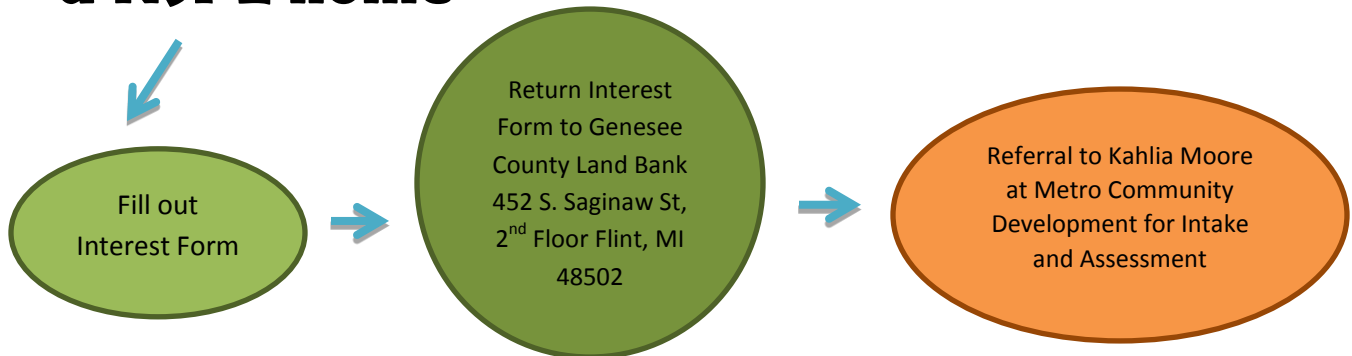 home
Fill out
Interest Form
Return Interest
Form to Genesee
County Land Bank
452 S. Saginaw St,
2nd Floor Flint, MI
48502
Referral to Kahlia Moore
at Metro Community
Development for Intake
and Assessment